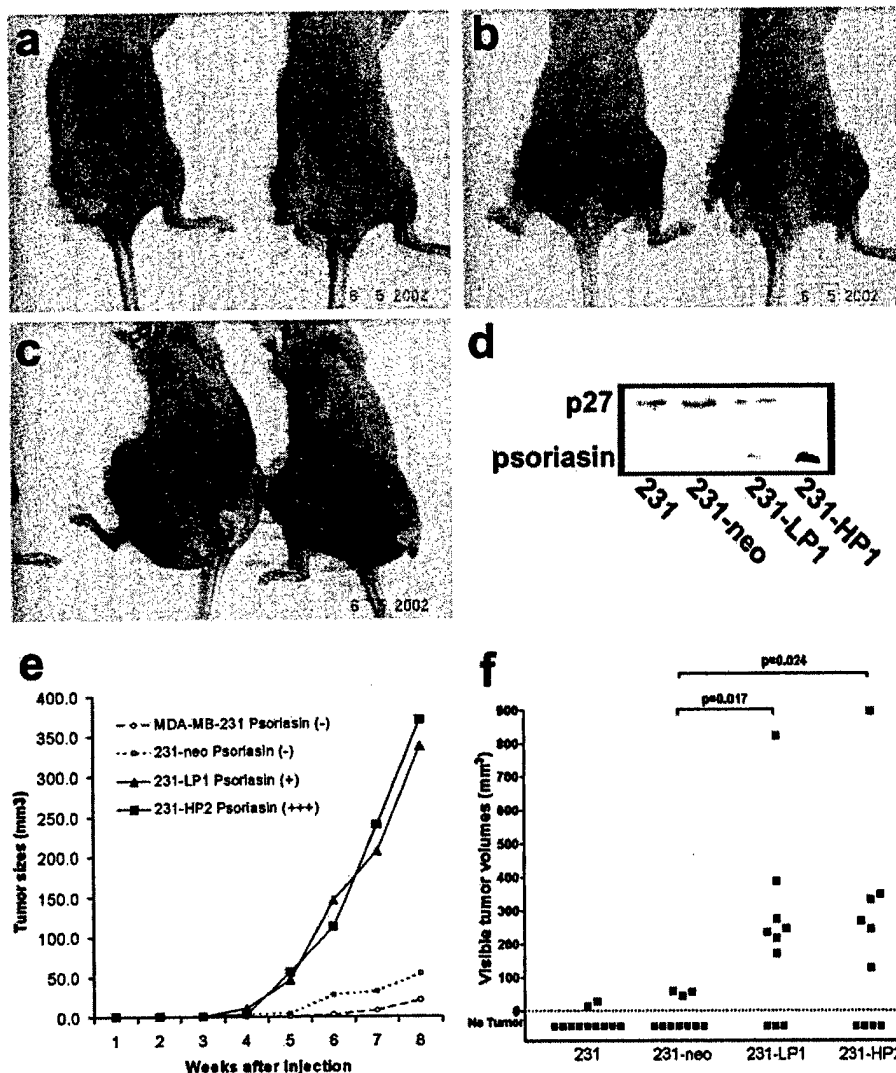 a
6 5 2002
b
6 5 2002
c
6 5 2002
d
p27
psoriasin
231
231-neo
231-LP1
231-HP1
e
400.0
350.0
300.0
250.0
200.0
150.0
100.0
50.0
0.0
Tumor sizes (mm3)
MDA-MB-231 Psoriasin (-)
231-neo Psoriasin (-)
231-LP1 Psoriasin (+)
231-HP2 Psoriasin (+++)
1 2 3 4 5 6 7 8
Weeks after Injection
f
p=0.024
p=0.017
900
800
700
600
500
400
300
200
100
0
Visible tumor volumes (mm3)
No Tumor
231 231-neo 231-LP1 231-HP2